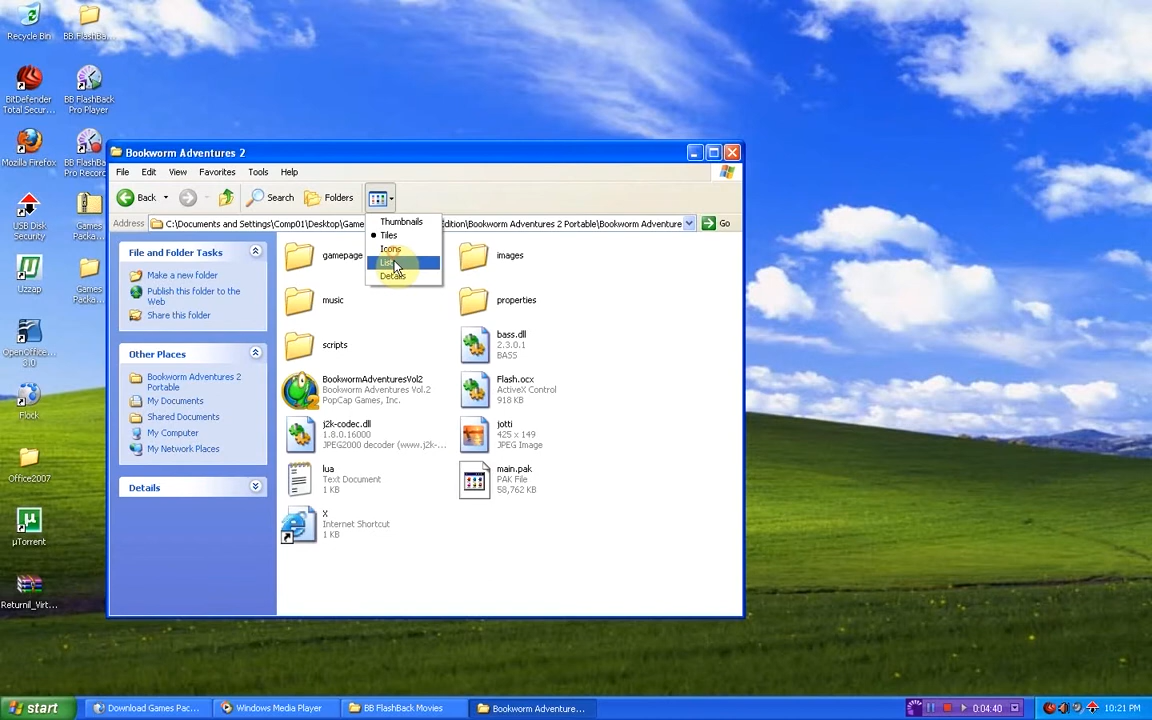 Recycle Bin
BB.FlashBa...
BitDefender
Total Secur...
BB FlashBack
Pro Player
Mozilla Firefox
BB FlashBa...
Pro Record
USB Disk
Security
Games
Packa...
Uzzap
Games
Packa...
OpenOffice....
3.0
Flock
Office2007
µTorrent
Returnil_Virt...
Bookworm Adventures 2
File Edit View Favorites Tools Help
Back Search Folders
Address C:\Documents and Settings\Comp01\Desktop\Game dition\Bookworm Adventures 2 Portable\Bookworm Adventure Go
Thumbnails
Tiles
Icons
List
Details
File and Folder Tasks
Make a new folder
Publish this folder to the
Web
Share this folder
Other Places
Bookworm Adventures 2
Portable
My Documents
Shared Documents
My Computer
My Network Places
Details
gamepage
images
music
properties
scripts
bass.dll
2.3.0.1
BASS
BookwormAdventuresVol2
Bookworm Adventures Vol.2
PopCap Games, Inc.
Flash.ocx
ActiveX Control
918 KB
j2k-codec.dll
1.8.0.16000
JPEG2000 decoder (www.j2k-...
jotti
425 x 149
JPEG Image
lua
Text Document
1 KB
main.pak
PAK File
58,762 KB
X
Internet Shortcut
1 KB
start
Download Games Pac...
Windows Media Player
BB FlashBack Movies
Bookworm Adventure...
0:04:40
10:21 PM